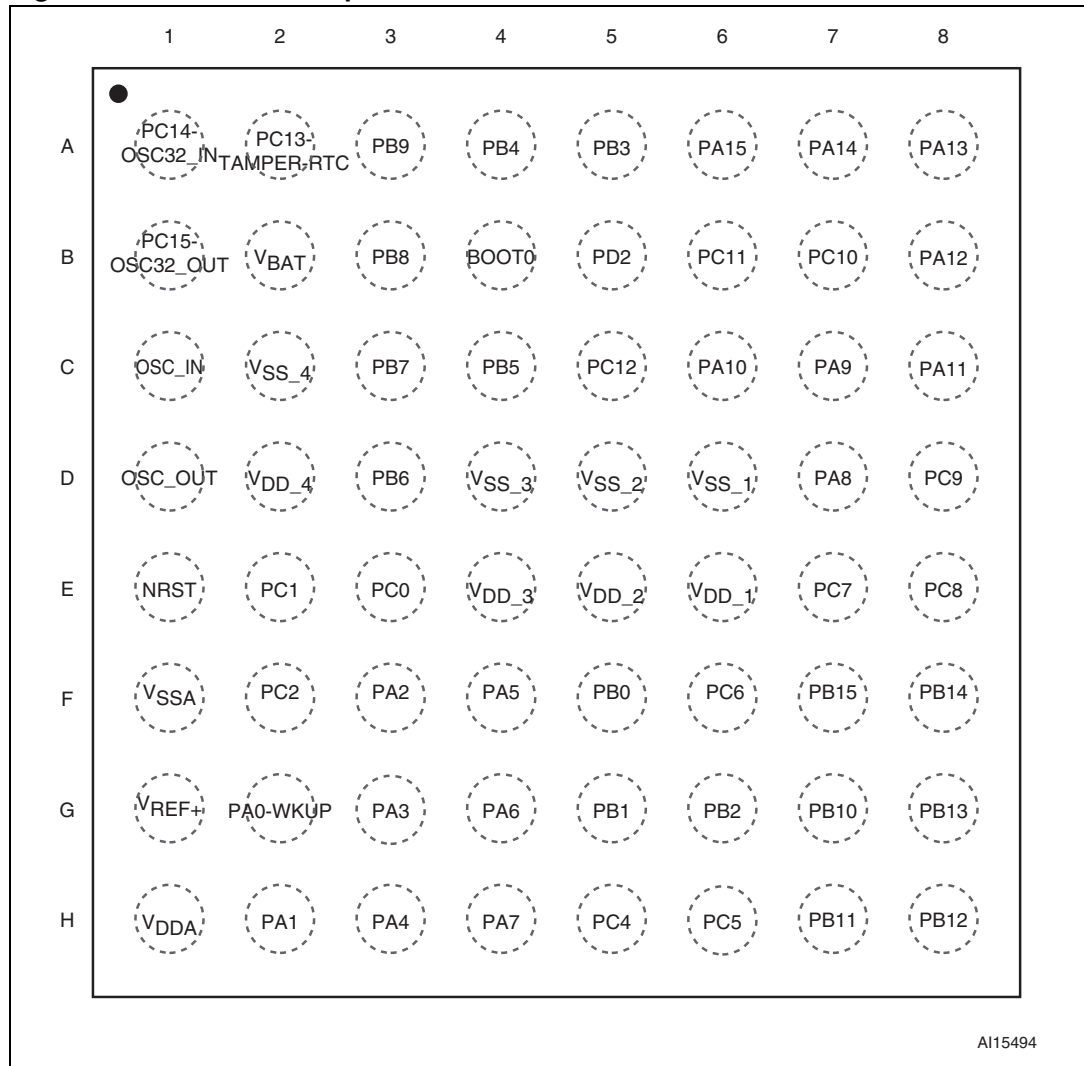 1 2 3 4 5 6 7 8
A PC14-OSC32_IN PC13-TAMPER-RTC PB9 PB4 PB3 PA15 PA14 PA13
B PC15-OSC32_OUT VBAT PB8 BOOT0 PD2 PC11 PC10 PA12
C OSC_IN VSS_4 PB7 PB5 PC12 PA10 PA9 PA11
D OSC_OUT VDD_4 PB6 VSS_3 VSS_2 VSS_1 PA8 PC9
E NRST PC1 PC0 VDD_3 VDD_2 VDD_1 PC7 PC8
F VSSA PC2 PA2 PA5 PB0 PC6 PB15 PB14
G VREF+ PA0-WKUP PA3 PA6 PB1 PB2 PB10 PB13
H VDDA PA1 PA4 PA7 PC4 PC5 PB11 PB12
AI15494